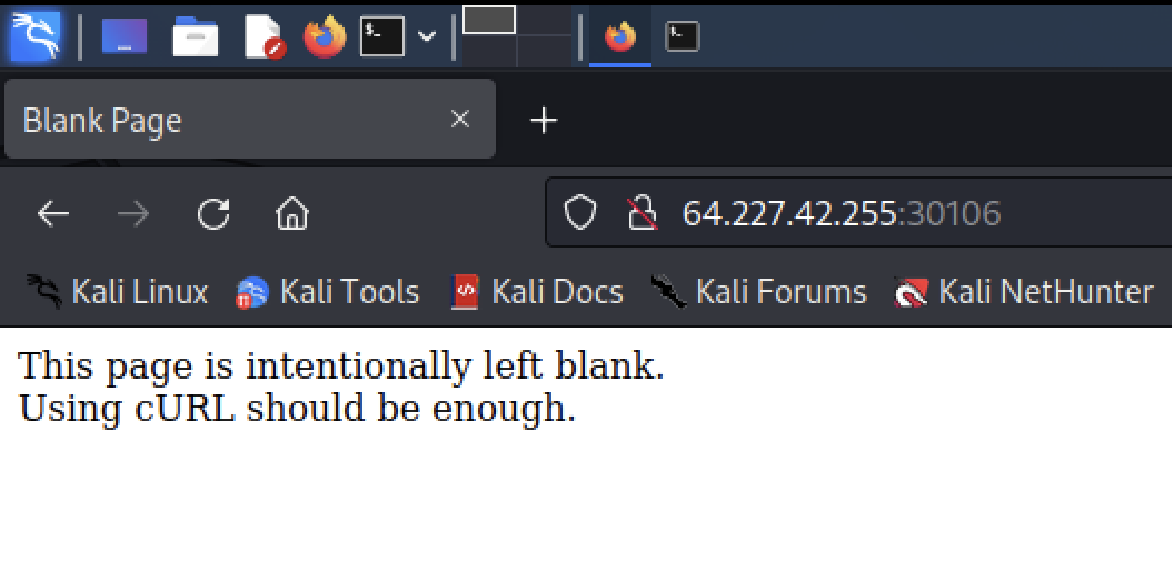 Blank Page
64.227.42.255:30106
Kali Linux Kali Tools Kali Docs Kali Forums Kali NetHunter
This page is intentionally left blank.
Using cURL should be enough.